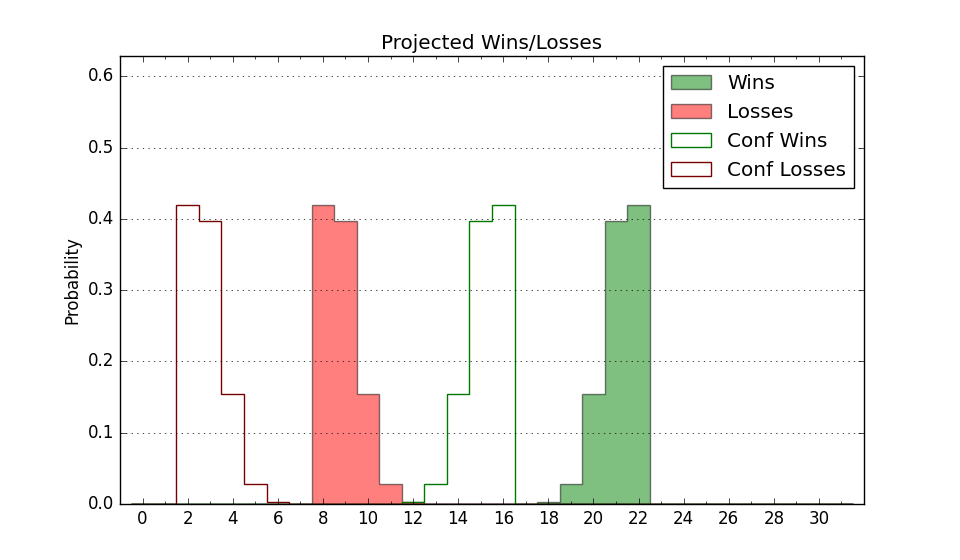 Projected Wins/Losses
Wins
Losses
Conf Wins
Conf Losses
Probability
0.6
0.5
0.4
0.3
0.2
0.1
0.0
0 2 4 6 8 10 12 14 16 18 20 22 24 26 28 30